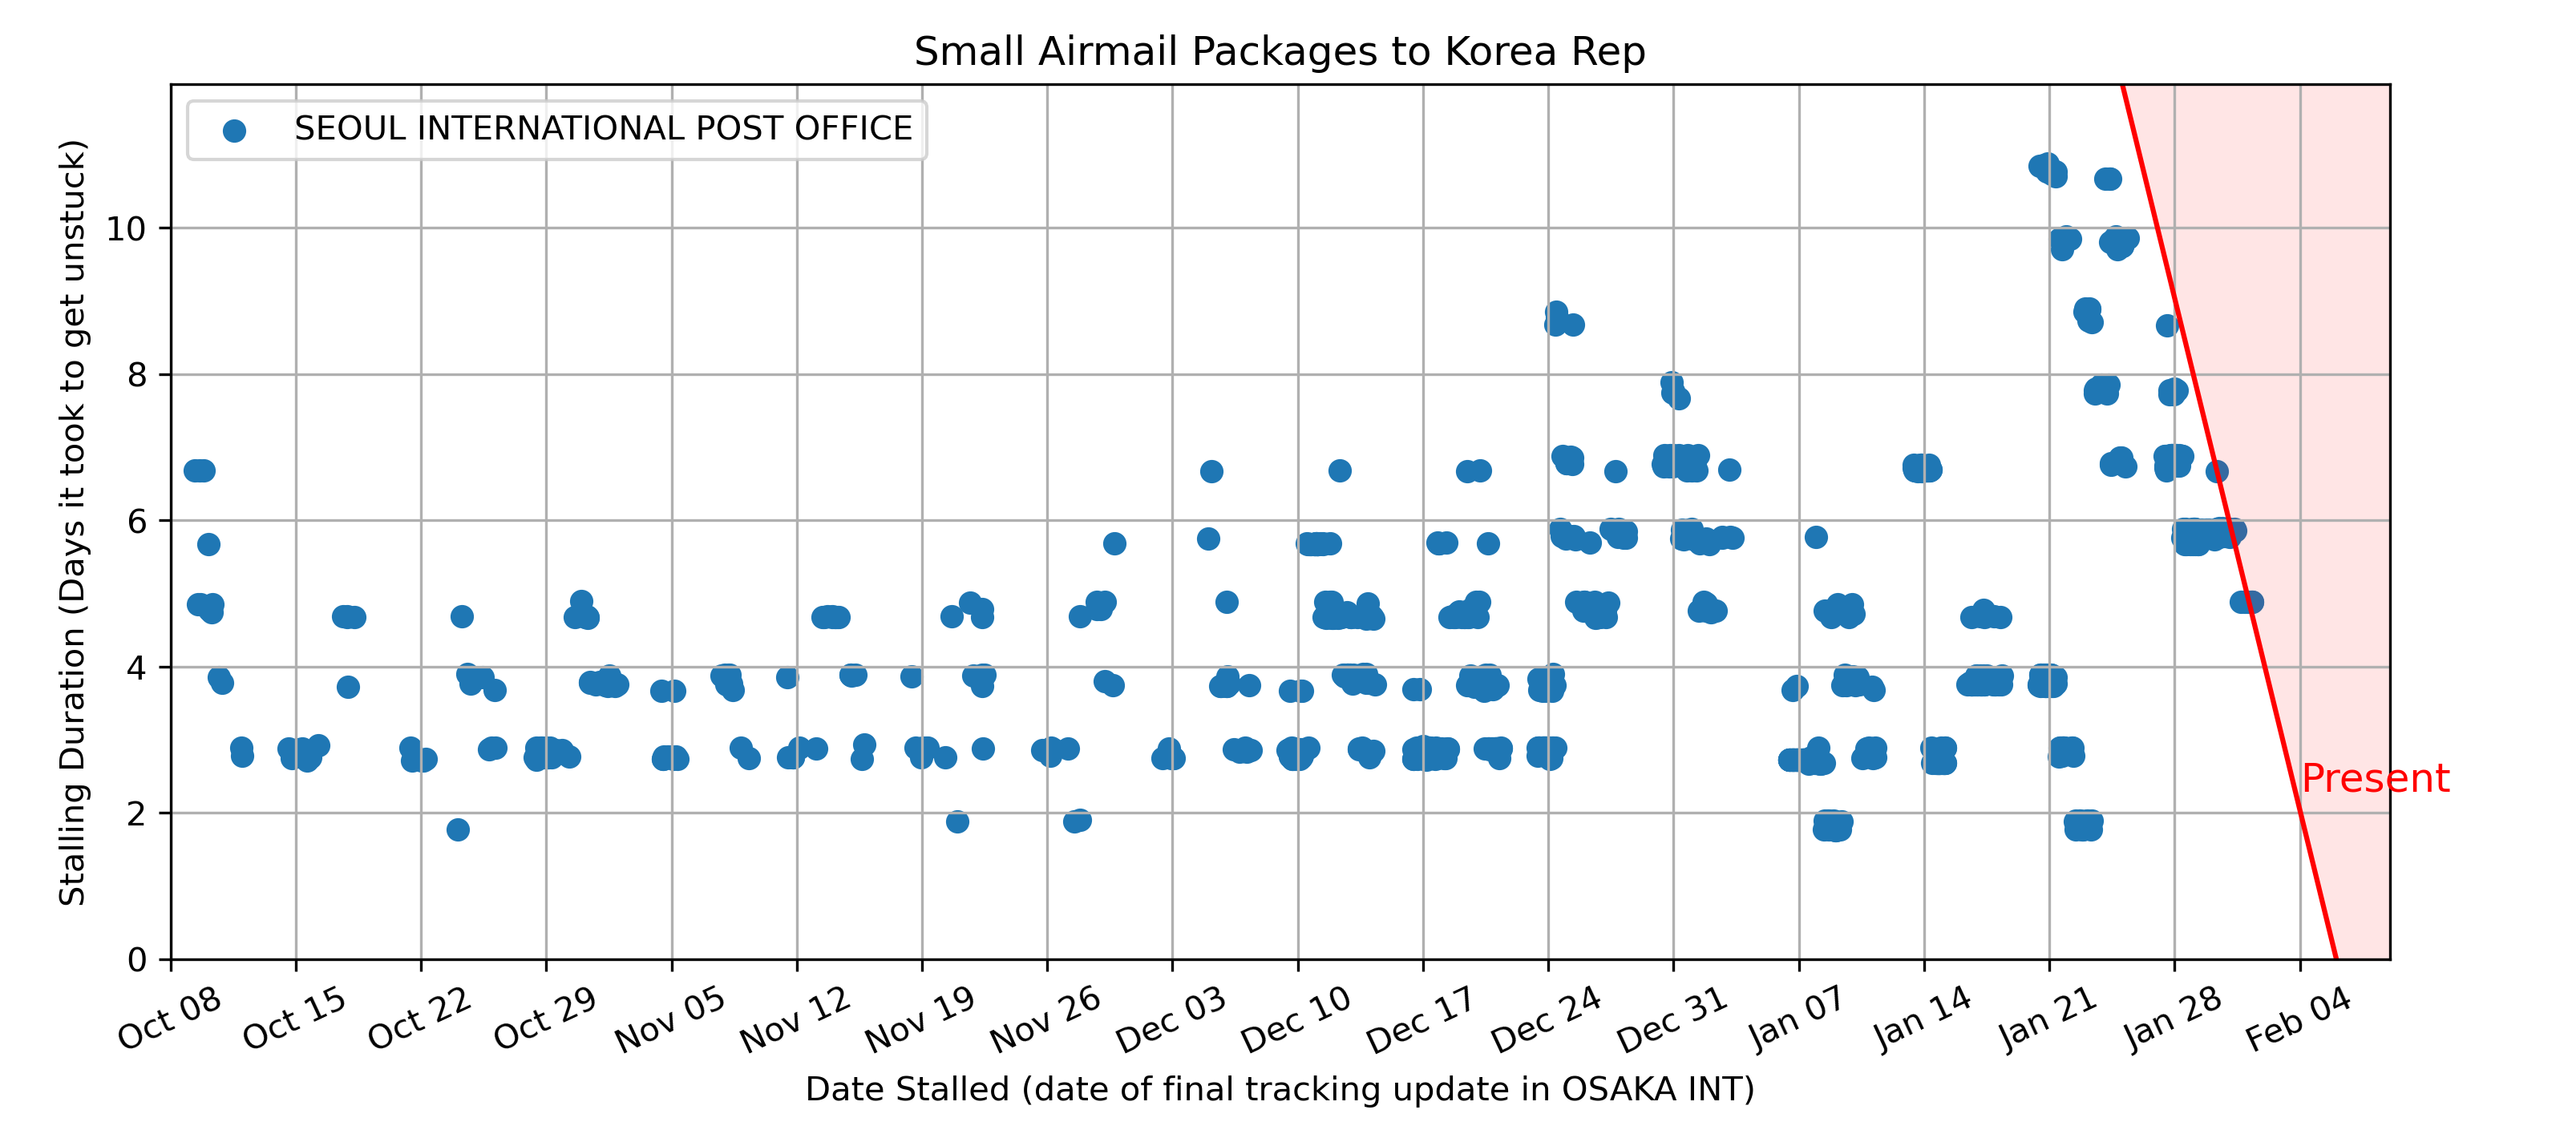 Small Airmail Packages to Korea Rep
SEOUL INTERNATIONAL POST OFFICE
Stalling Duration (Days it took to get unstuck)
10
8
6
4
2
0
Present
Oct 08
Oct 15
Oct 22
Oct 29
Nov 05
Nov 12
Nov 19
Nov 26
Dec 03
Dec 10
Dec 17
Dec 24
Dec 31
Jan 07
Jan 14
Jan 21
Jan 28
Feb 04
Date Stalled (date of final tracking update in OSAKA INT)